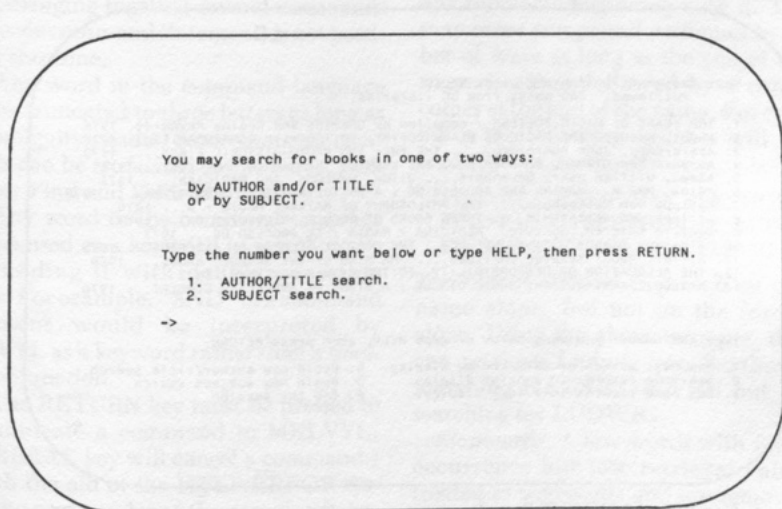 You may search for books in one of two ways:
by AUTHOR and/or TITLE
or by SUBJECT.
Type the number you want below or type HELP, then press RETURN.
1. AUTHOR/TITLE search.
2. SUBJECT search.
->